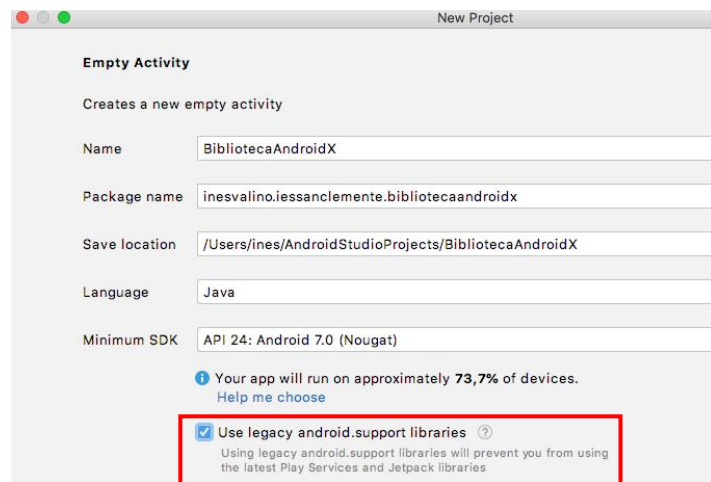 New Project
Empty Activity
Creates a new empty activity
Name BibliotecaAndroidX
Package name inesvalino.iessanclemente.bibliotecaandroidx
Save location /Users/ines/AndroidStudioProjects/BibliotecaAndroidX
Language Java
Minimum SDK API 24: Android 7.0 (Nougat)
Your app will run on approximately 73,7% of devices.
Help me choose
Use legacy android.support libraries ?
Using legacy android.support libraries will prevent you from using
the latest Play Services and Jetpack libraries